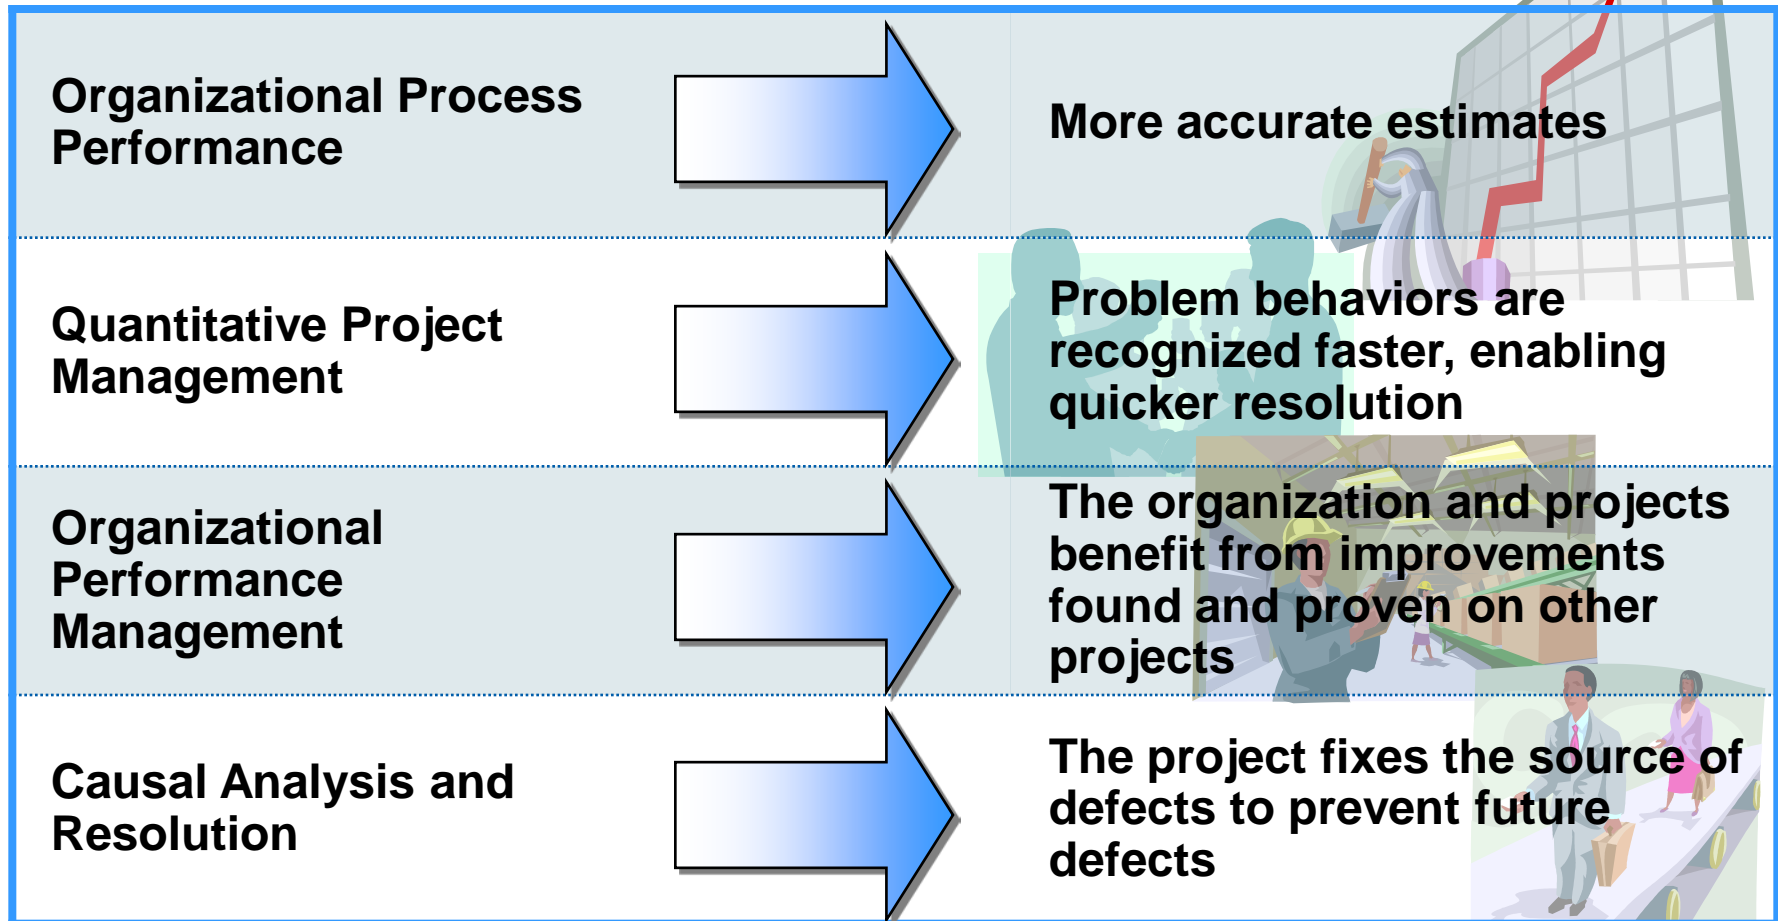 Organizational Process
Performance
More accurate estimates
Quantitative Project
Management
Problem behaviors are
recognized faster, enabling
quicker resolution
Organizational
Performance
Management
The organization and projects
benefit from improvements
found and proven on other
projects
Causal Analysis and
Resolution
The project fixes the source of
defects to prevent future
defects